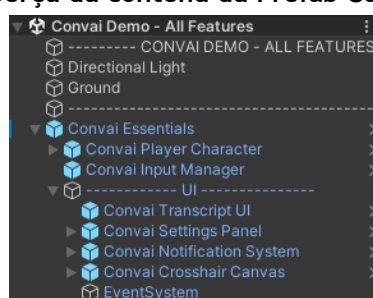 Convai Demo - All Features
--------- CONVAI DEMO - ALL FEATURES
Directional Light
Ground
Convai Essentials
Convai Player Character
Convai Input Manager
------------ UI ---------------
Convai Transcript UI
Convai Settings Panel
Convai Notification System
Convai Crosshair Canvas
EventSystem